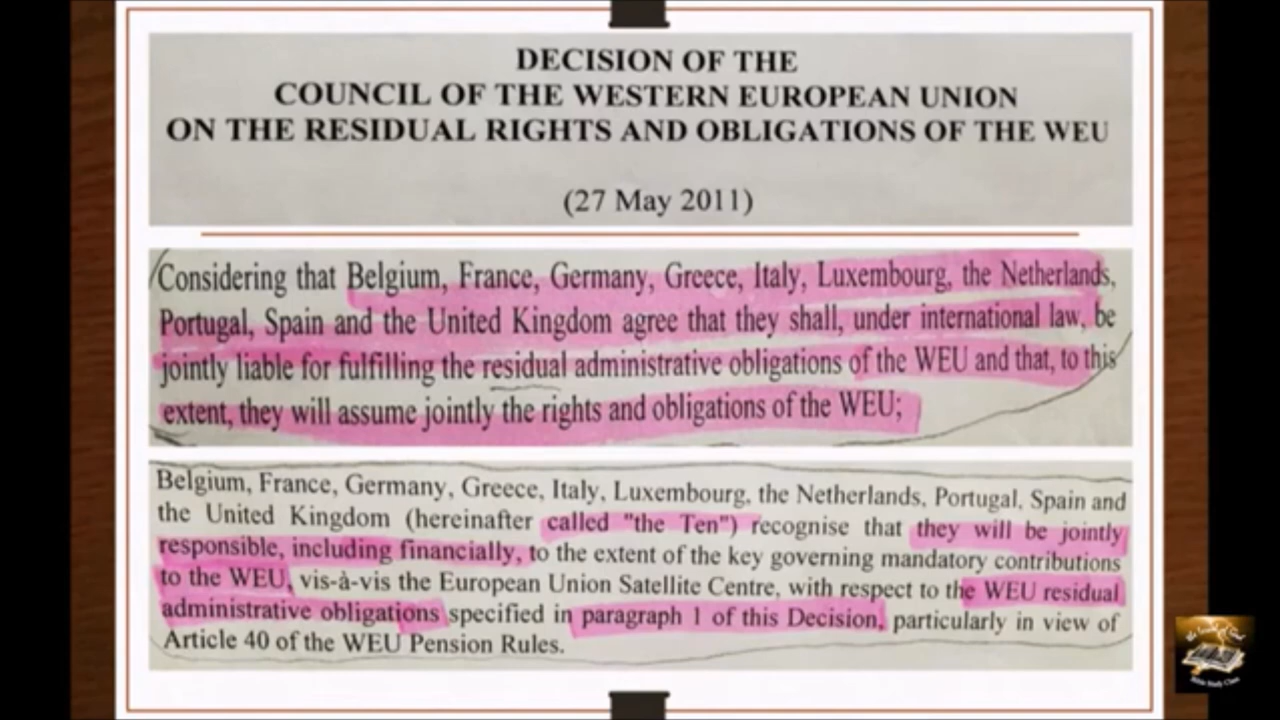 DECISION OF THE
COUNCIL OF THE WESTERN EUROPEAN UNION
ON THE RESIDUAL RIGHTS AND OBLIGATIONS OF THE WEU
(27 May 2011)
Considering that Belgium, France, Germany, Greece, Italy, Luxembourg, the Netherlands,
Portugal, Spain and the United Kingdom agree that they shall, under international law, be
jointly liable for fulfilling the residual administrative obligations of the WEU and that, to this
extent, they will assume jointly the rights and obligations of the WEU;
Belgium, France, Germany, Greece, Italy, Luxembourg, the Netherlands, Portugal, Spain and
the United Kingdom (hereinafter called "the Ten") recognise that they will be jointly
responsible, including financially, to the extent of the key governing mandatory contributions
to the WEU, vis-à-vis the European Union Satellite Centre, with respect to the WEU residual
administrative obligations specified in paragraph 1 of this Decision, particularly in view of
Article 40 of the WEU Pension Rules.
Bible Study Class